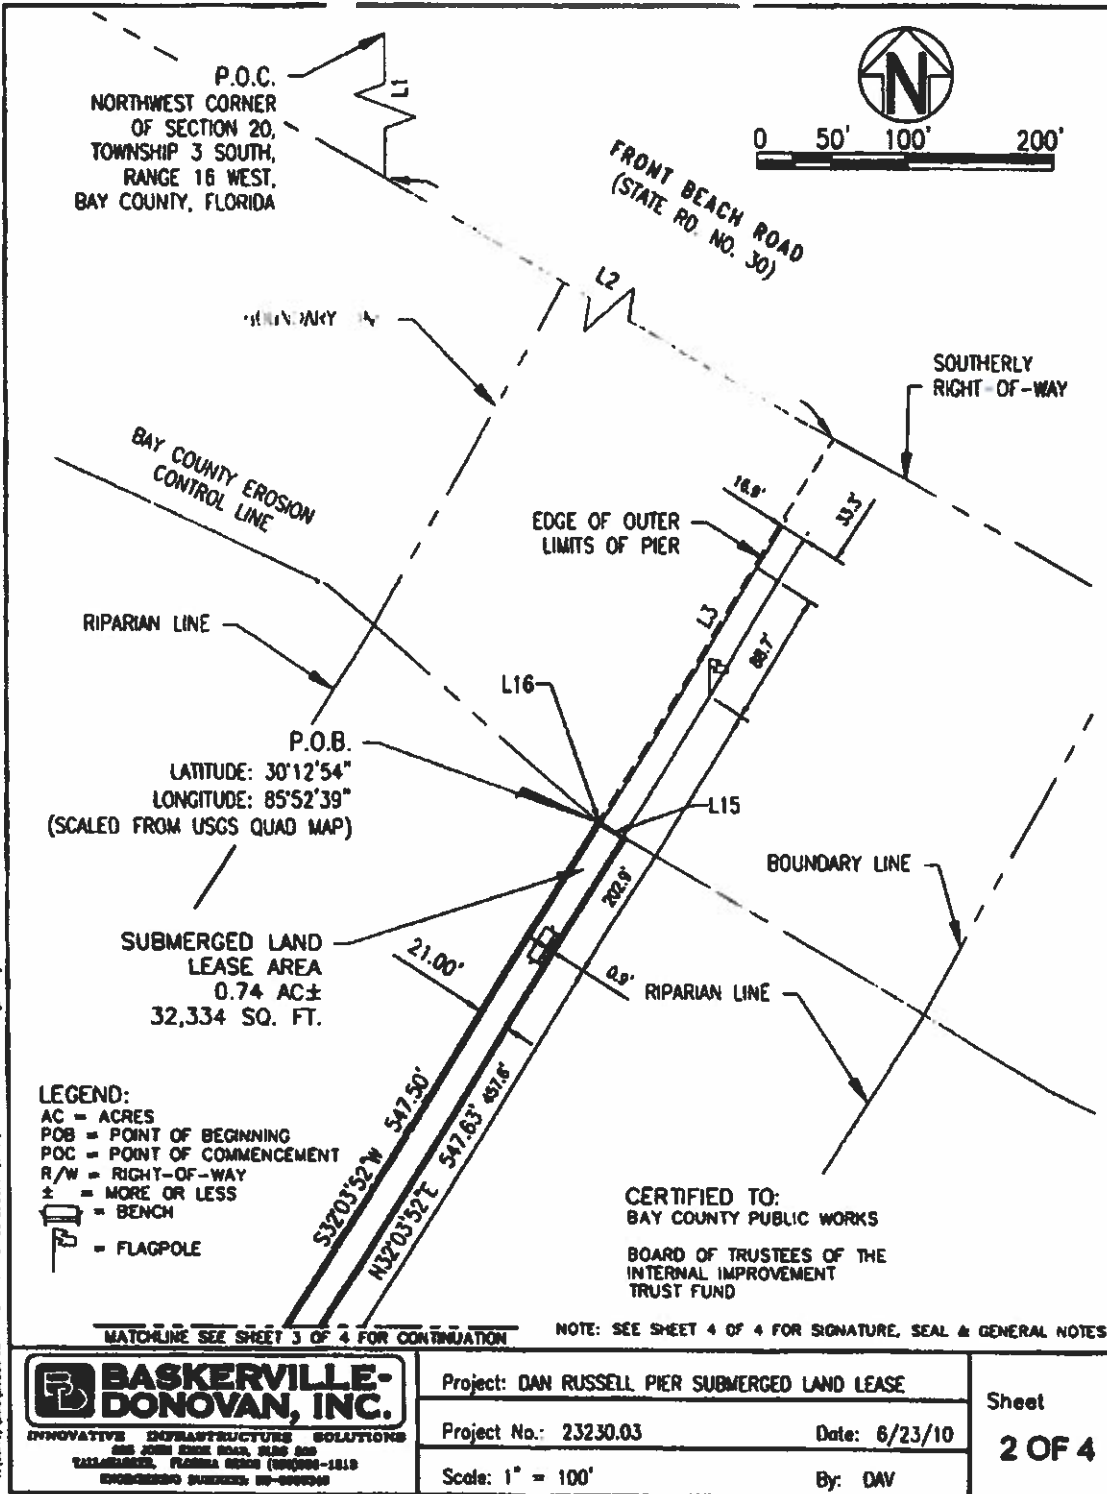 P.O.C.
NORTHWEST CORNER
OF SECTION 20,
TOWNSHIP 3 SOUTH,
RANGE 16 WEST,
BAY COUNTY, FLORIDA
L1
N
0 50' 100' 200'
FRONT BEACH ROAD
(STATE RD. NO. 30)
L2
BOUNDARY
SOUTHERLY
RIGHT-OF-WAY
BAY COUNTY EROSION
CONTROL LINE
16.9'
33.3'
EDGE OF OUTER
LIMITS OF PIER
L3
88.7'
RIPARIAN LINE
L16
P.O.B.
LATITUDE: 30°12'54"
LONGITUDE: 85°52'39"
(SCALED FROM USGS QUAD MAP)
L15
BOUNDARY LINE
202.9'
SUBMERGED LAND
LEASE AREA
0.74 AC±
32,334 SQ. FT.
21.00'
0.9'
RIPARIAN LINE
S32°03'52"W 547.50'
N32°03'52"E 547.63'
457.6'
LEGEND:
AC = ACRES
POB = POINT OF BEGINNING
POC = POINT OF COMMENCEMENT
R/W = RIGHT-OF-WAY
± = MORE OR LESS
= BENCH
= FLAGPOLE
CERTIFIED TO:
BAY COUNTY PUBLIC WORKS
BOARD OF TRUSTEES OF THE
INTERNAL IMPROVEMENT
TRUST FUND
MATCHLINE SEE SHEET 3 OF 4 FOR CONTINUATION
NOTE: SEE SHEET 4 OF 4 FOR SIGNATURE, SEAL & GENERAL NOTES
BASKERVILLE-
DONOVAN, INC.
INNOVATIVE INFRASTRUCTURE SOLUTIONS
TALLAHASSEE, FLORIDA
Project: DAN RUSSELL PIER SUBMERGED LAND LEASE
Project No.: 23230.03
Date: 6/23/10
Scale: 1" = 100'
By: DAV
Sheet
2 OF 4